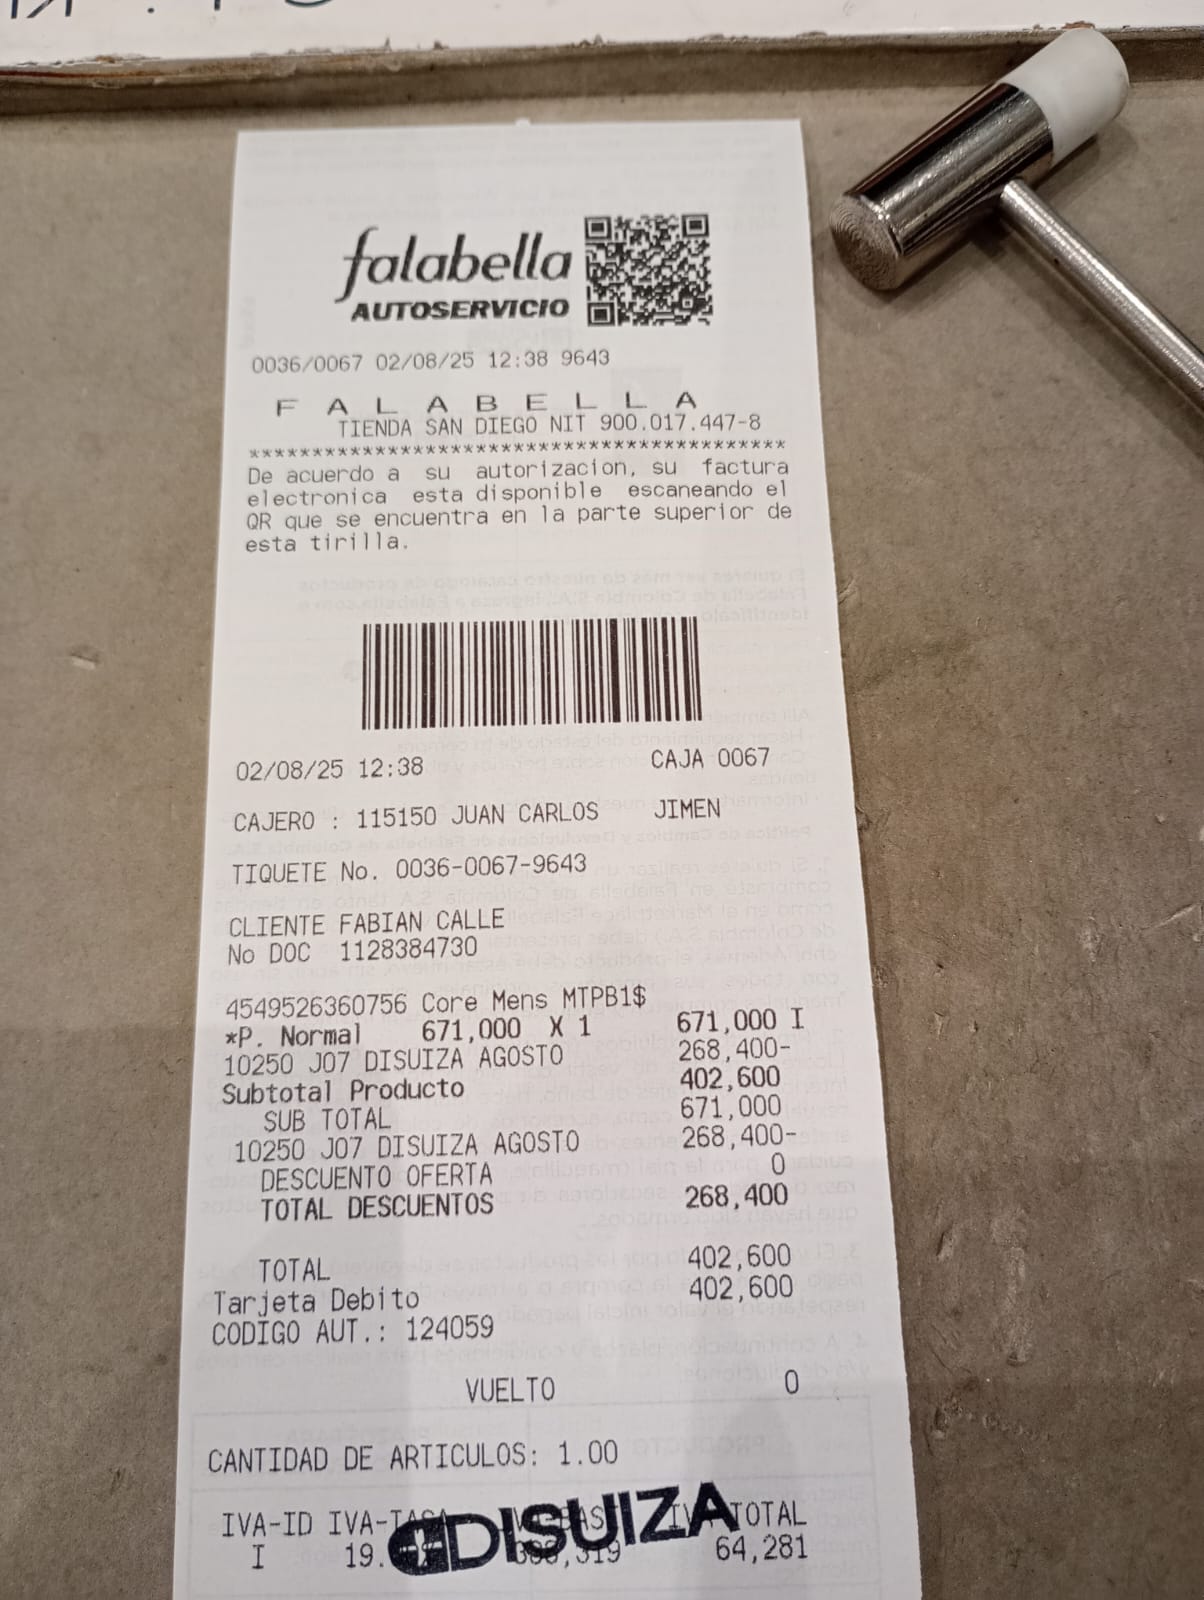 falabella
AUTOSERVICIO
0036/0067 02/08/25 12:38 9643
F A L A B E L L A
TIENDA SAN DIEGO NIT 900.017.447-8
*******************************************
De acuerdo a su autorizacion, su factura
electronica esta disponible escaneando el
QR que se encuentra en la parte superior de
esta tirilla.
02/08/25 12:38 CAJA 0067
CAJERO : 115150 JUAN CARLOS JIMEN
TIQUETE No. 0036-0067-9643
CLIENTE FABIAN CALLE
No DOC 1128384730
4549526360756 Core Mens MTPB1$
*P. Normal 671,000 X 1 671,000 I
10250 J07 DISUIZA AGOSTO 268,400-
Subtotal Producto 402,600
SUB TOTAL 671,000
10250 J07 DISUIZA AGOSTO 268,400-
DESCUENTO OFERTA 0
TOTAL DESCUENTOS 268,400
TOTAL 402,600
Tarjeta Debito 402,600
CODIGO AUT.: 124059
VUELTO 0
CANTIDAD DE ARTICULOS: 1.00
IVA-ID IVA-TASA IVA-TOTAL
I 19. 64,281
DISUIZA